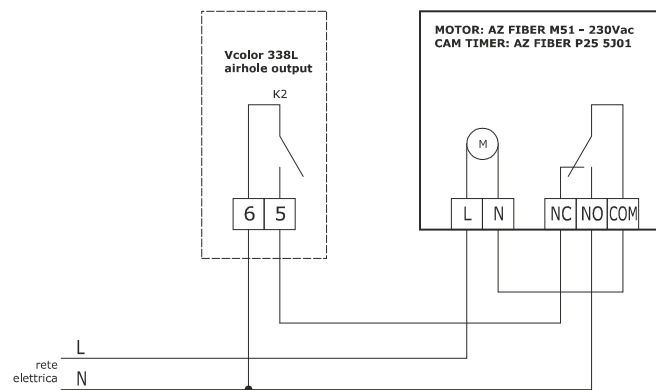 Vcolor 338L
airhole output
K2
6 5
MOTOR: AZ FIBER M51 - 230Vac
CAM TIMER: AZ FIBER P25 5J01
M
L N NC NO COM
L
rete
elettrica N